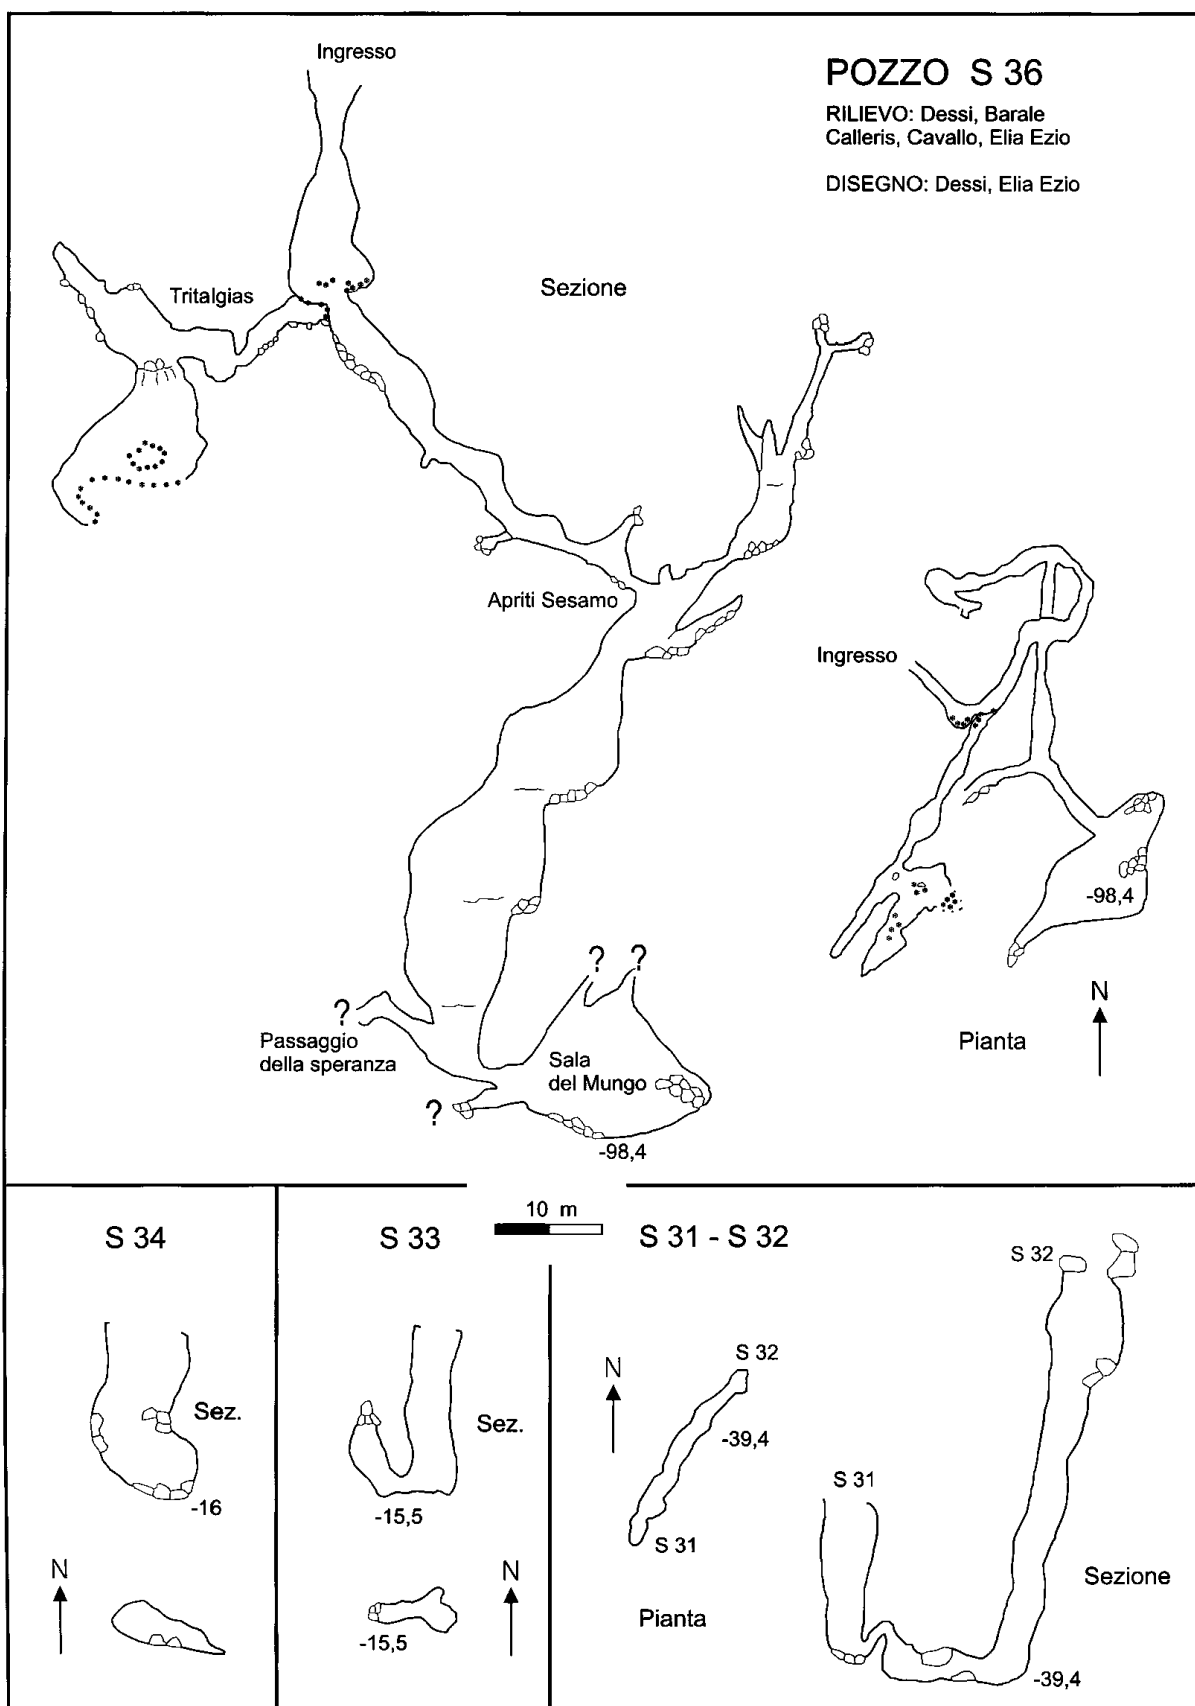 Ingresso
POZZO S 36
RILIEVO: Dessi, Barale
Calleris, Cavallo, Elia Ezio
DISEGNO: Dessi, Elia Ezio
Tritalgias
Sezione
Apriti Sesamo
Ingresso
-98,4
? ?
?
N
Passaggio
della speranza
Sala
del Mungo
Pianta
?
-98,4
10 m
S 34
S 33
S 31 - S 32
S 32
S 32
N
Sez.
Sez.
-39,4
S 31
-16
-15,5
S 31
N
N
Sezione
Pianta
-15,5
-39,4